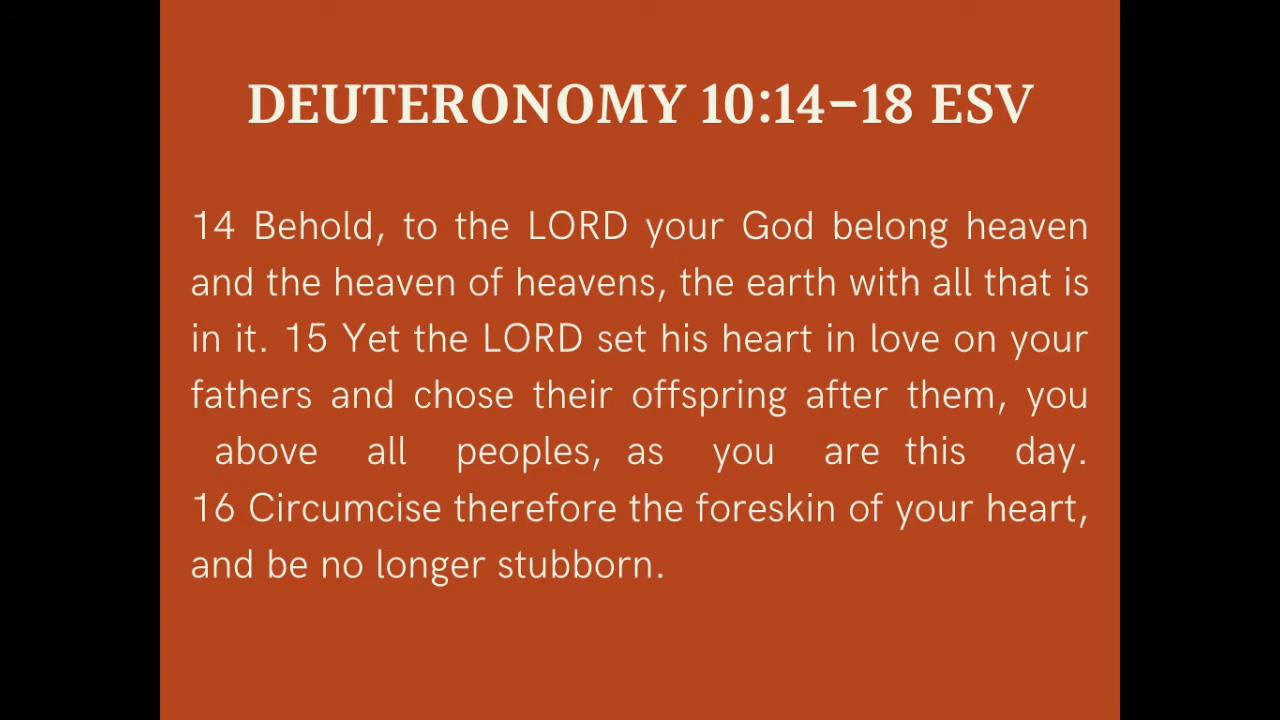 DEUTERONOMY 10:14–18 ESV
14 Behold, to the LORD your God belong heaven
and the heaven of heavens, the earth with all that is
in it. 15 Yet the LORD set his heart in love on your
fathers and chose their offspring after them, you
above all peoples, as you are this day.
16 Circumcise therefore the foreskin of your heart,
and be no longer stubborn.